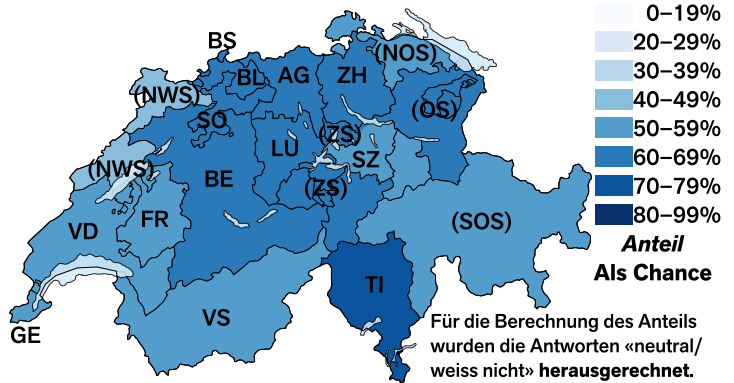 BS
(NOS)
0–19%
20–29%
30–39%
40–49%
50–59%
60–69%
70–79%
80–99%
Anteil
Als Chance
BL
AG
ZH
(NWS)
(OS)
SO
(ZS)
LU
SZ
(NWS)
BE
(ZS)
FR
VD
(SOS)
TI
VS
GE
Für die Berechnung des Anteils
wurden die Antworten «neutral/
weiss nicht» herausgerechnet.